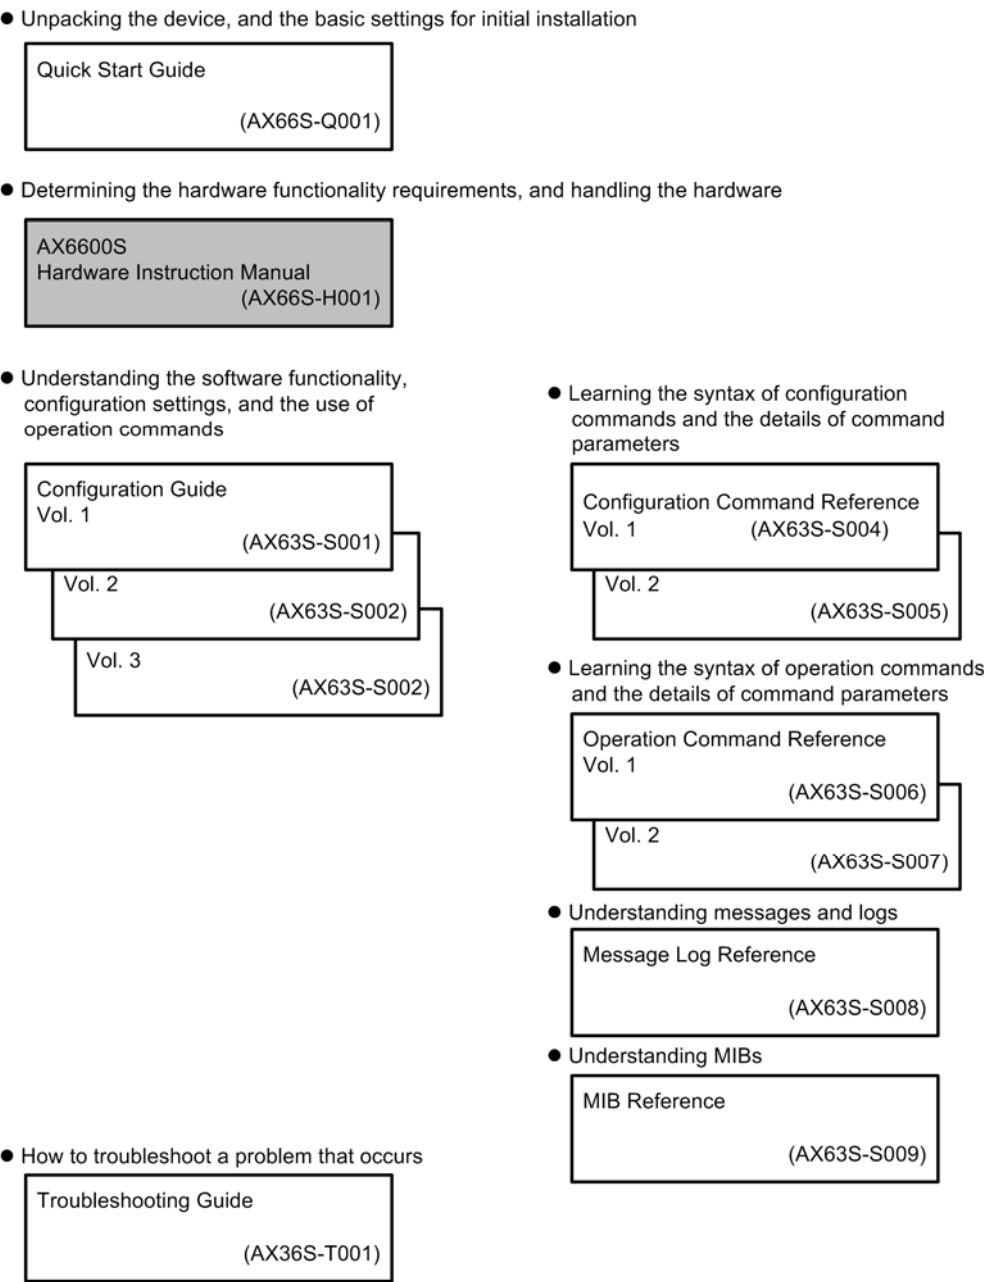 ● Unpacking the device, and the basic settings for initial installation
Quick Start Guide
(AX66S-Q001)
● Determining the hardware functionality requirements, and handling the hardware
AX6600S
Hardware Instruction Manual
(AX66S-H001)
● Understanding the software functionality,
configuration settings, and the use of
operation commands
Configuration Guide
Vol. 1
(AX63S-S001)
Vol. 2
(AX63S-S002)
Vol. 3
(AX63S-S002)
● Learning the syntax of configuration
commands and the details of command
parameters
Configuration Command Reference
Vol. 1 (AX63S-S004)
Vol. 2
(AX63S-S005)
● Learning the syntax of operation commands
and the details of command parameters
Operation Command Reference
Vol. 1
(AX63S-S006)
Vol. 2
(AX63S-S007)
● Understanding messages and logs
Message Log Reference
(AX63S-S008)
● Understanding MIBs
MIB Reference
(AX63S-S009)
● How to troubleshoot a problem that occurs
Troubleshooting Guide
(AX36S-T001)